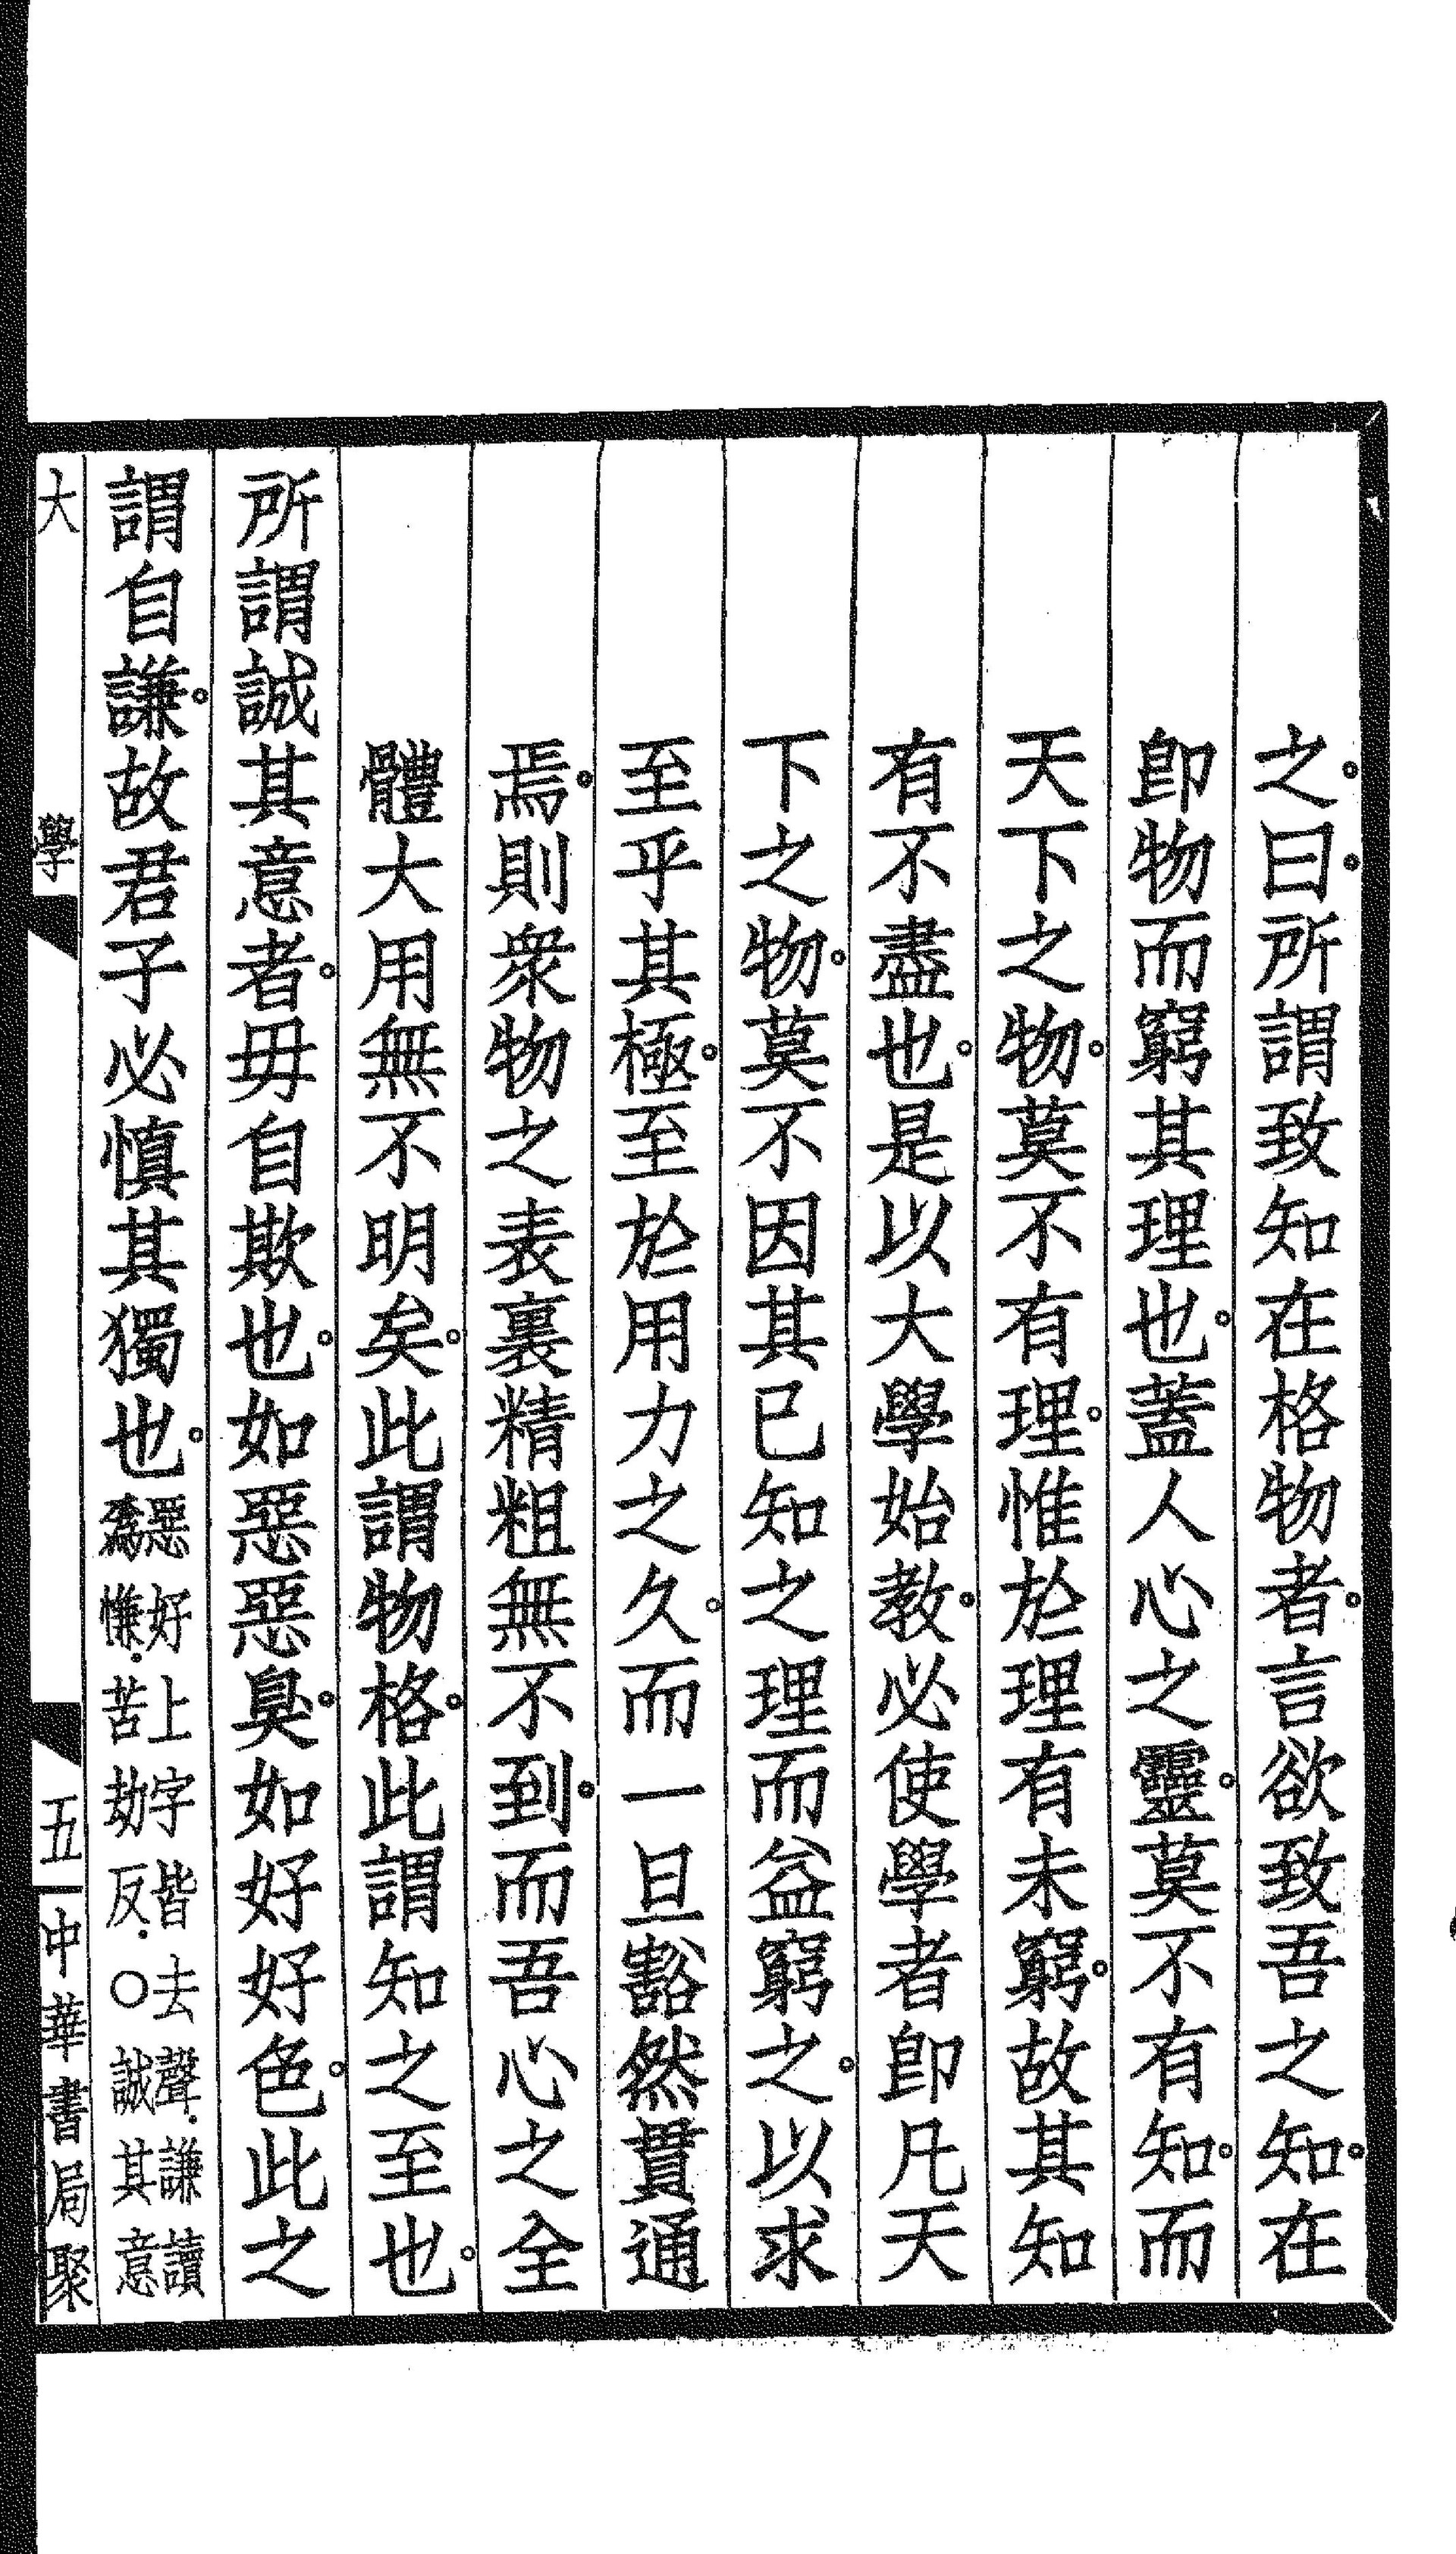 之。曰。所謂致知在格物者。言欲致吾之知。在
卽物而窮其理也。蓋人心之靈。莫不有知。而
天下之物。莫不有理。惟於理有未窮。故其知
有不盡也。是以大學始教。必使學者卽凡天
下之物。莫不因其已知之理而益窮之。以求
至乎其極。至於用力之久。而一旦豁然貫通
焉。則衆物之表裏精粗無不到。而吾心之全
體大用無不明矣。此謂物格。此謂知之至也。
所謂誠其意者。毋自欺也。如惡惡臭。如好好色。此之
謂自謙。故君子必慎其獨也。惡好上字皆去聲．謙讀
爲慊．苦劫反．○誠其意
大學 五 中華書局聚